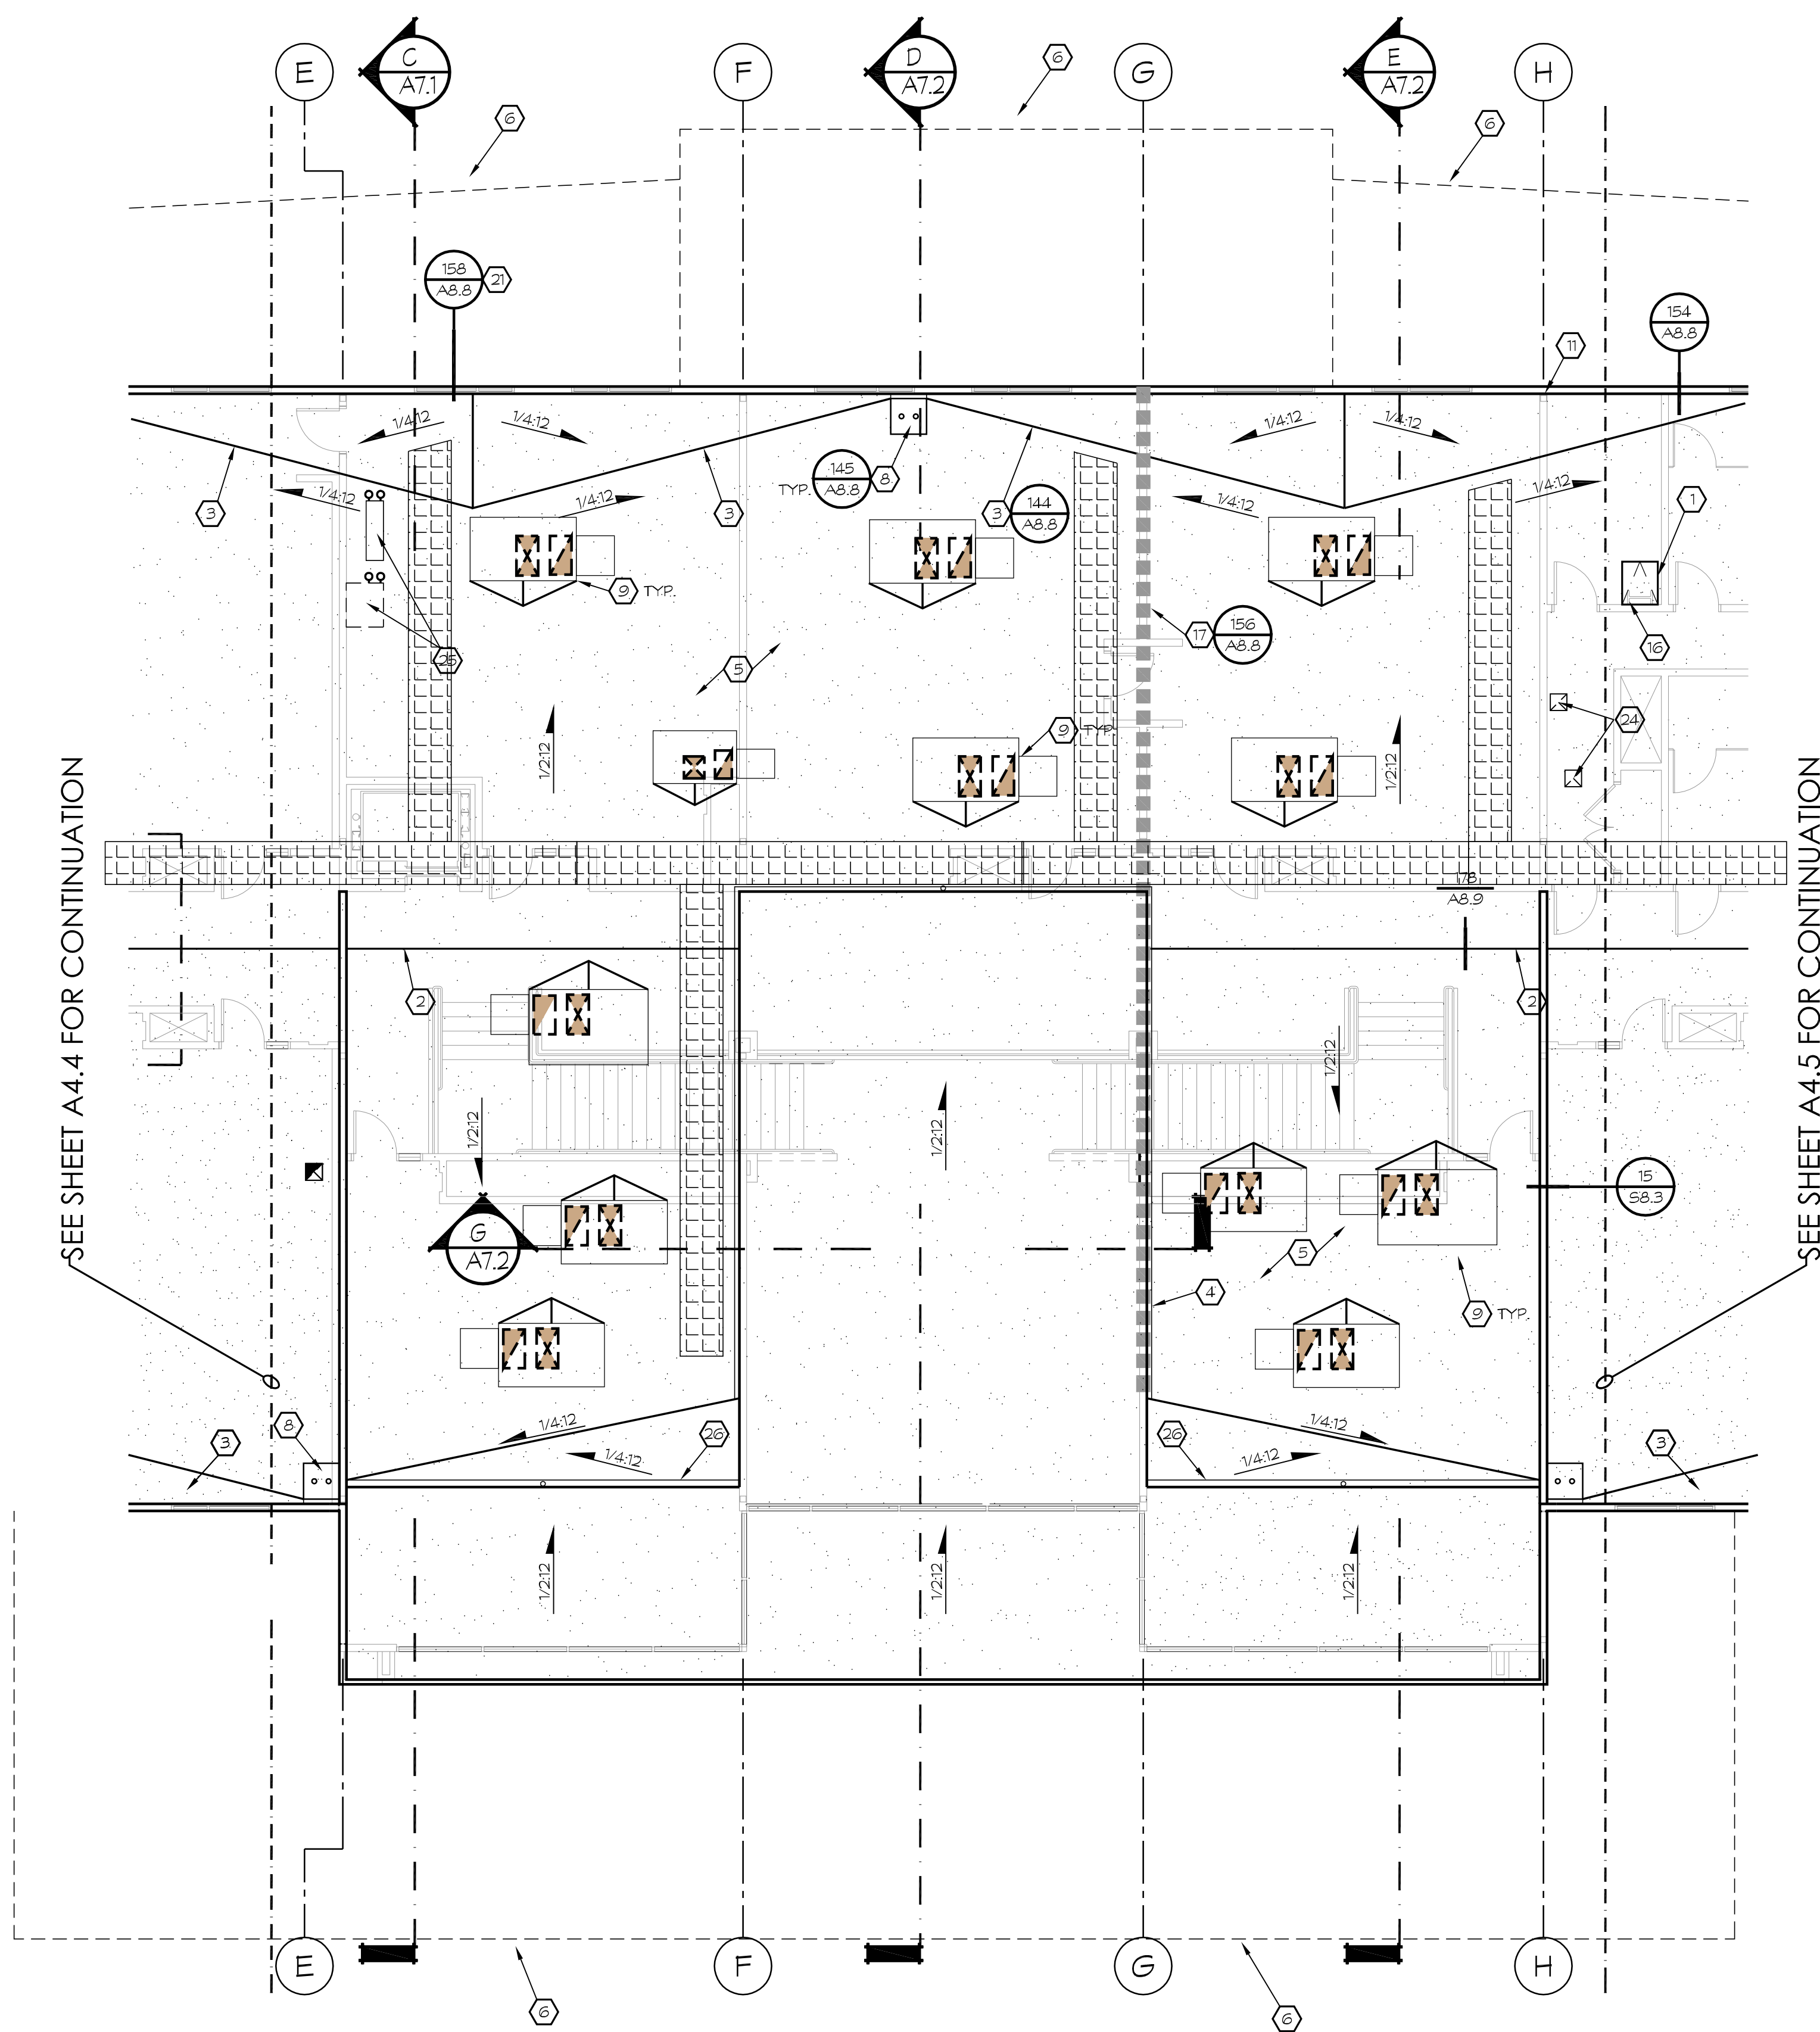 E
C
A7.1
F
D
A7.2
G
E
A7.2
H
6
6
6
158
A8.8
21
154
A8.8
11
1/4:12
1/4:12
1/4:12
1/4:12
TYP.
145
A8.8
8
1/4:12
1/4:12
1/4:12
1/4:12
3
3
3
144
A8.8
1
9
TYP.
17
156
A8.8
16
25
5
24
9
TYP.
1/2:12
1/2:12
SEE SHEET A4.4 FOR CONTINUATION
SEE SHEET A4.5 FOR CONTINUATION
178
A8.9
2
2
1/2:12
1/2:12
1/2:12
15
S8.3
G
A7.2
5
4
9
TYP.
3
8
1/4:12
1/4:12
26
26
1/4:12
1/4:12
3
1/2:12
1/2:12
1/2:12
E
F
G
H
6
6